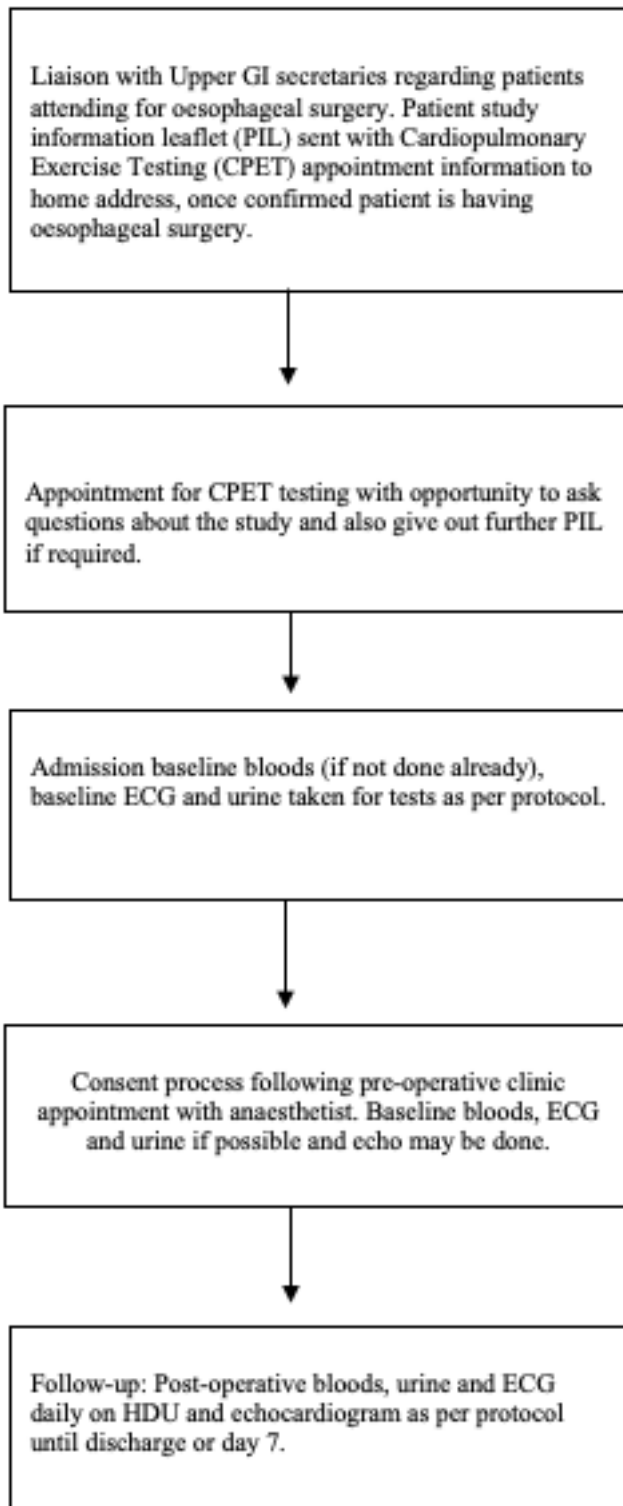 Liaison with Upper GI secretaries regarding patients
attending for oesophageal surgery. Patient study
information leaflet (PIL) sent with Cardiopulmonary
Exercise Testing (CPET) appointment information to
home address, once confirmed patient is having
oesophageal surgery.
Appointment for CPET testing with opportunity to ask
questions about the study and also give out further PIL
if required.
Admission baseline bloods (if not done already),
baseline ECG and urine taken for tests as per protocol.
Consent process following pre-operative clinic
appointment with anaesthetist. Baseline bloods, ECG
and urine if possible and echo may be done.
Follow-up: Post-operative bloods, urine and ECG
daily on HDU and echocardiogram as per protocol
until discharge or day 7.